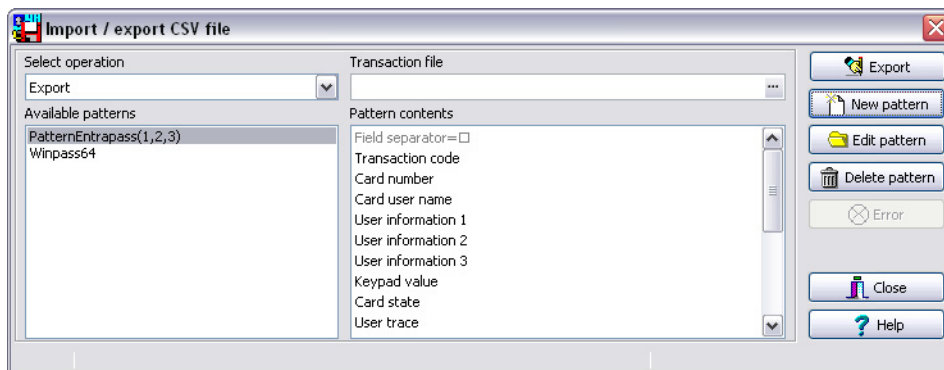 Import / export CSV file
Select operation
Export
Transaction file
...
Available patterns
PatternEntrapass(1,2,3)
Winpass64
Pattern contents
Field separator=□
Transaction code
Card number
Card user name
User information 1
User information 2
User information 3
Keypad value
Card state
User trace
Export
New pattern
Edit pattern
Delete pattern
Error
Close
Help